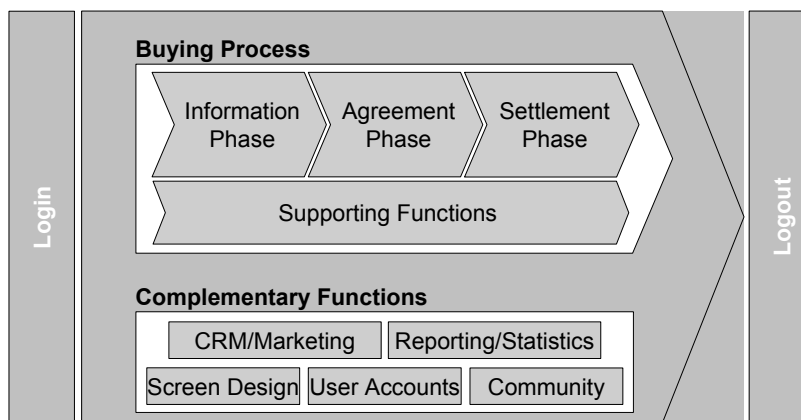 Login
Buying Process
Information
Phase
Agreement
Phase
Settlement
Phase
Supporting Functions
Complementary Functions
CRM/Marketing
Reporting/Statistics
Screen Design
User Accounts
Community
Logout